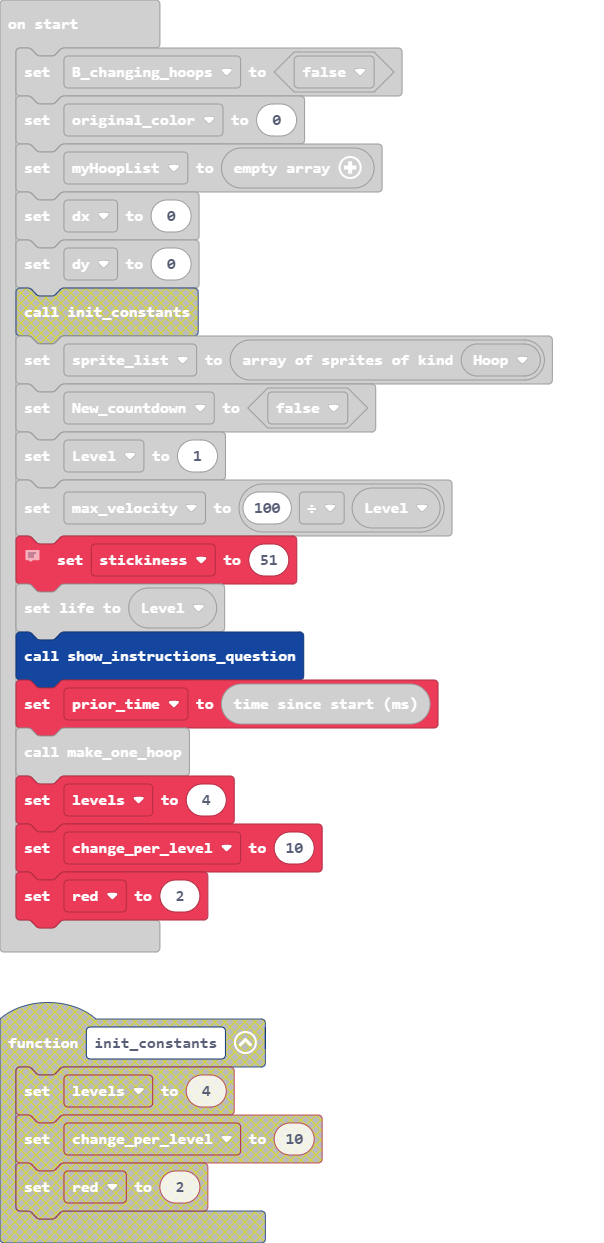 on start
set B_changing_hoops to false
set original_color to 0
set myHoopList to empty array
set dx to 0
set dy to 0
call init_constants
set sprite_list to array of sprites of kind Hoop
set New_countdown to false
set Level to 1
set max_velocity to 100 ÷ Level
set stickiness to 51
set life to Level
call show_instructions_question
set prior_time to time since start (ms)
call make_one_hoop
set levels to 4
set change_per_level to 10
set red to 2
function init_constants
set levels to 4
set change_per_level to 10
set red to 2